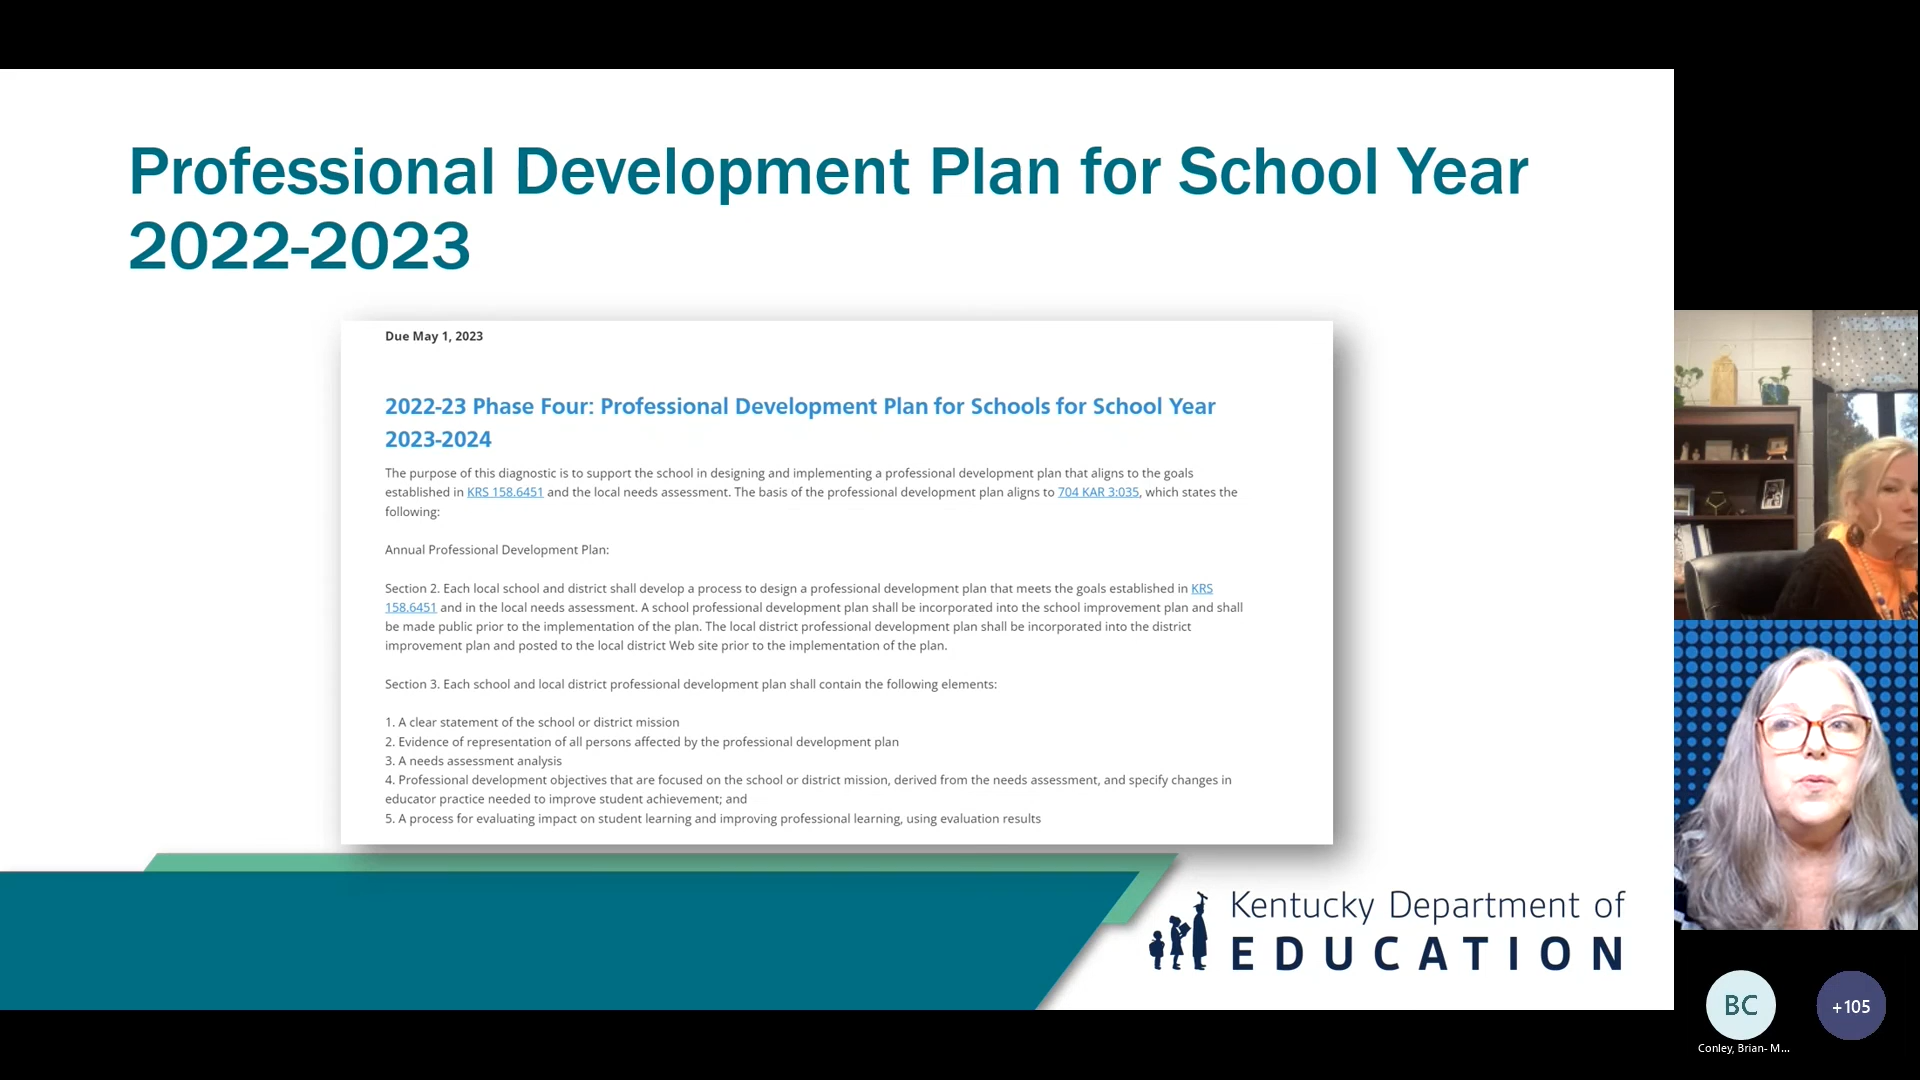 Professional Development Plan for School Year
2022-2023
Due May 1, 2023
2022-23 Phase Four: Professional Development Plan for Schools for School Year
2023-2024
The purpose of this diagnostic is to support the school in designing and implementing a professional development plan that aligns to the goals
established in KRS 158.6451 and the local needs assessment. The basis of the professional development plan aligns to 704 KAR 3:035, which states the
following:
Annual Professional Development Plan:
Section 2. Each local school and district shall develop a process to design a professional development plan that meets the goals established in KRS
158.6451 and in the local needs assessment. A school professional development plan shall be incorporated into the school improvement plan and shall
be made public prior to the implementation of the plan. The local district professional development plan shall be incorporated into the district
improvement plan and posted to the local district Web site prior to the implementation of the plan.
Section 3. Each school and local district professional development plan shall contain the following elements:
1. A clear statement of the school or district mission
2. Evidence of representation of all persons affected by the professional development plan
3. A needs assessment analysis
4. Professional development objectives that are focused on the school or district mission, derived from the needs assessment, and specify changes in
educator practice needed to improve student achievement; and
5. A process for evaluating impact on student learning and improving professional learning, using evaluation results
Kentucky Department of
EDUCATION
BC
+105
Conley, Brian- M...